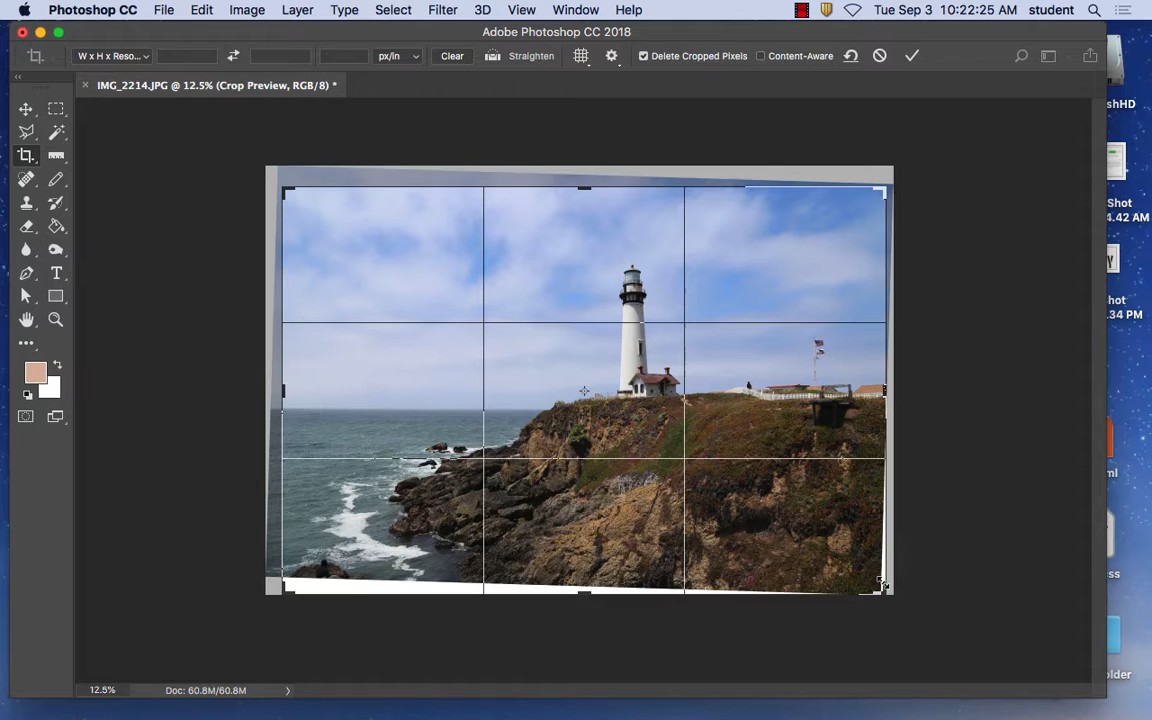 Photoshop CC File Edit Image Layer Type Select Filter 3D View Window Help Tue Sep 3 10:22:25 AM student
Adobe Photoshop CC 2018
W x H x Reso... px/in Clear Straighten Delete Cropped Pixels Content-Aware
IMG_2214.JPG @ 12.5% (Crop Preview, RGB/8) *
shHD
Shot
4.42 AM
Shot
.34 PM
ml
ss
older
12.5% Doc: 60.8M/60.8M